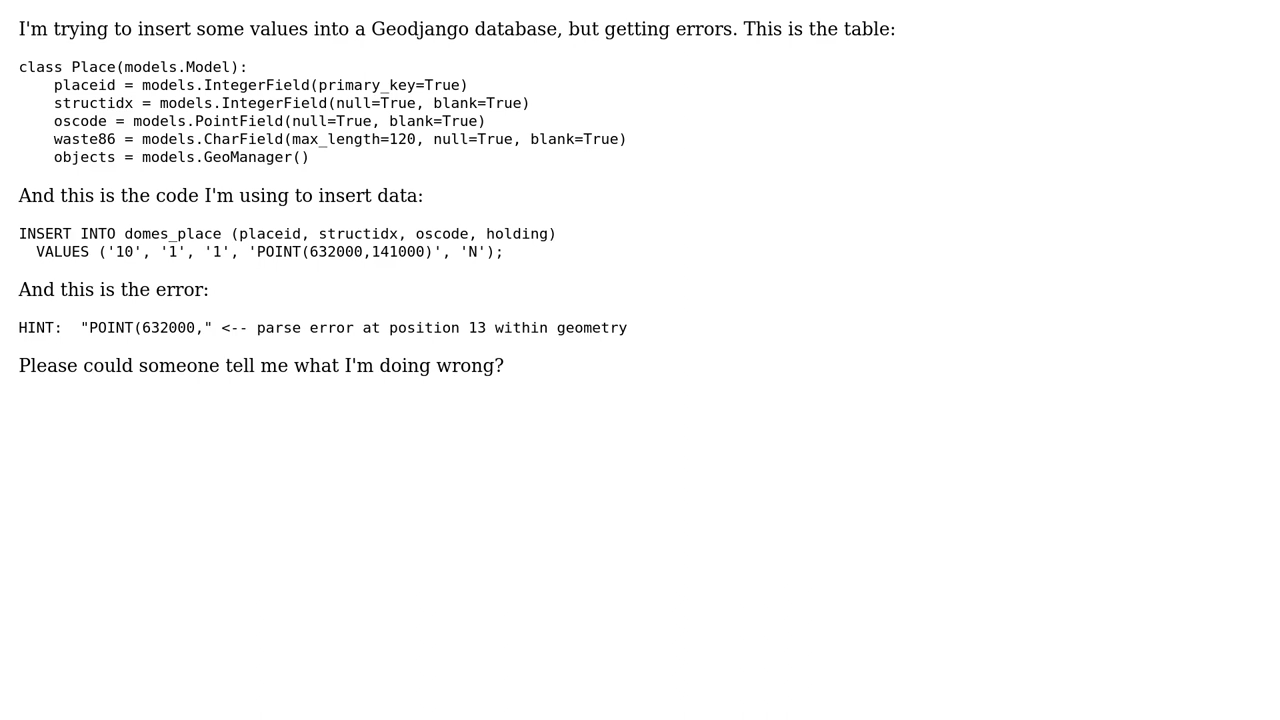 I'm trying to insert some values into a Geodjango database, but getting errors. This is the table:
class Place(models.Model):
    placeid = models.IntegerField(primary_key=True)
    structidx = models.IntegerField(null=True, blank=True)
    oscode = models.PointField(null=True, blank=True)
    waste86 = models.CharField(max_length=120, null=True, blank=True)
    objects = models.GeoManager()
And this is the code I'm using to insert data:
INSERT INTO domes_place (placeid, structidx, oscode, holding)
  VALUES ('10', '1', '1', 'POINT(632000,141000)', 'N');
And this is the error:
HINT:  "POINT(632000," <-- parse error at position 13 within geometry
Please could someone tell me what I'm doing wrong?